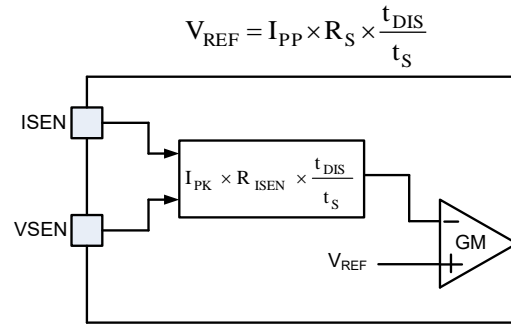 V_REF = I_PP × R_S × t_DIS / t_S
ISEN
I_PK × R_ISEN × t_DIS / t_S
VSEN
−
GM
V_REF
+